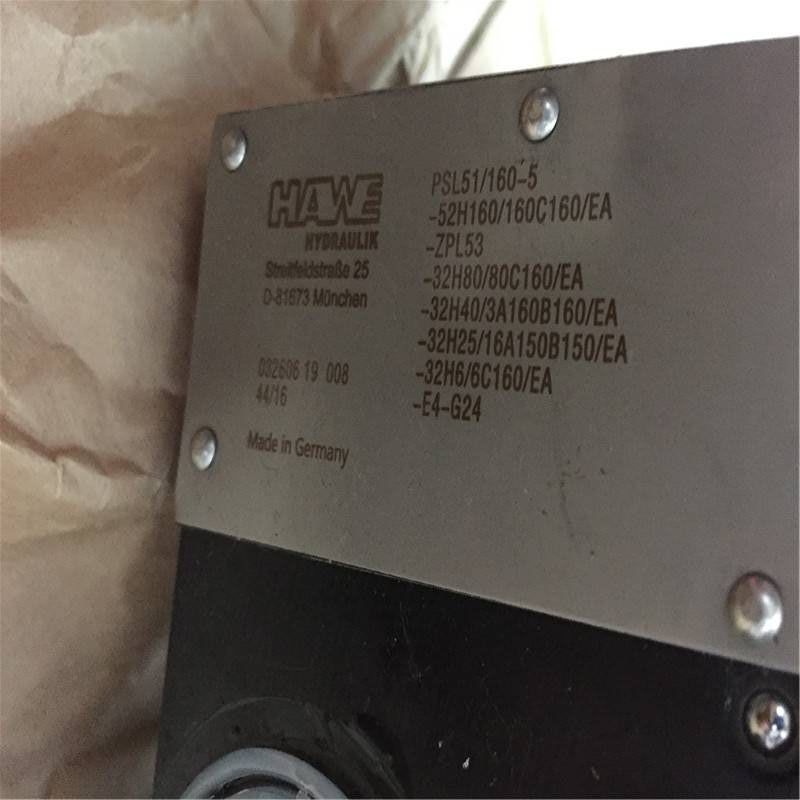 HAWE
HYDRAULIK
Streitfeldstraße 25
D-81673 München
032606 19 008
44/16
Made in Germany
PSL51/160-5
-52H160/160C160/EA
-ZPL53
-32H80/80C160/EA
-32H40/3A160B160/EA
-32H25/16A150B150/EA
-32H6/6C160/EA
-E4-G24